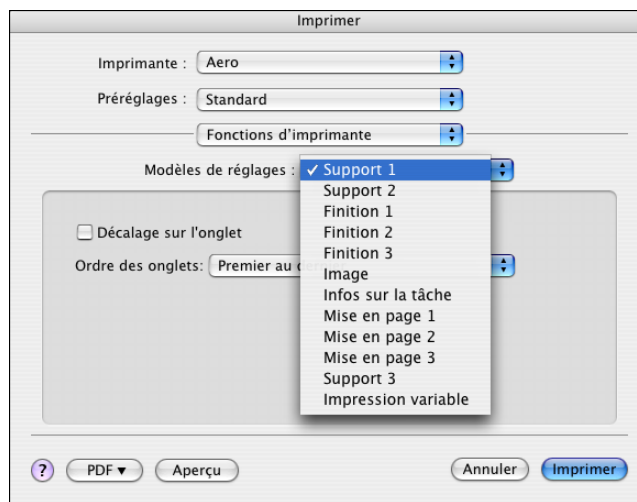 Imprimer
Imprimante : Aero
Préréglages : Standard
Fonctions d'imprimante
Modèles de réglages : ✓ Support 1
Support 2
Finition 1
Finition 2
Finition 3
Image
Infos sur la tâche
Mise en page 1
Mise en page 2
Mise en page 3
Support 3
Impression variable
Décalage sur l'onglet
Ordre des onglets: Premier au
? PDF ▼ Aperçu Annuler Imprimer